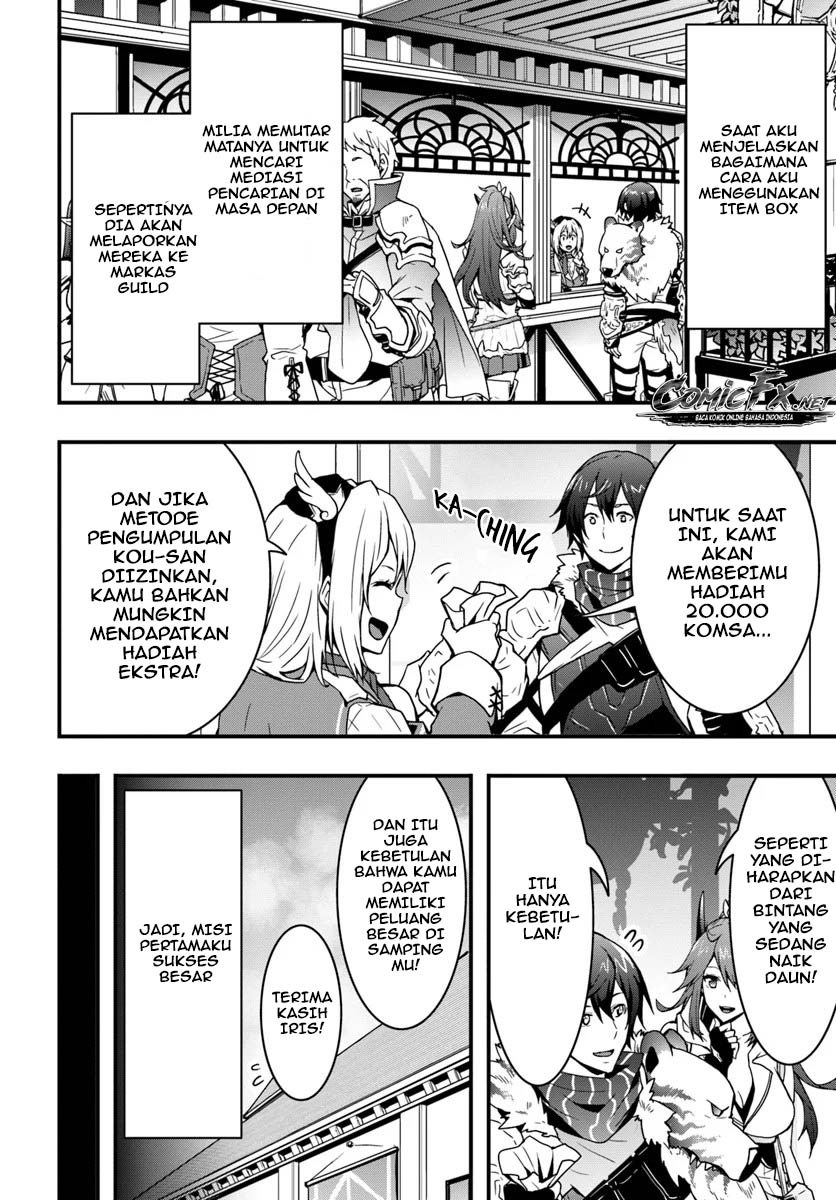 SAAT AKU
MENJELASKAN
BAGAIMANA
CARA AKU
MENGGUNAKAN
ITEM BOX
MILIA MEMUTAR
MATANYA UNTUK
MENCARI
MEDIASI
PENCARIAN DI
MASA DEPAN
SEPERTINYA
DIA AKAN
MELAPORKAN
MEREKA KE
MARKAS
GUILD
COMICFX.NET
BACA KOMIK ONLINE BAHASA INDONESIA
UNTUK SAAT
INI, KAMI
AKAN
MEMBERIMU
HADIAH
20.000
KOMSA...
KA-CHING
DAN JIKA
METODE
PENGUMPULAN
KOU-SAN
DIIZINKAN,
KAMU BAHKAN
MUNGKIN
MENDAPATKAN
HADIAH
EKSTRA!
SEPERTI
YANG DI-
HARAPKAN
DARI
BINTANG
YANG
SEDANG
NAIK
DAUN!
ITU
HANYA
KEBETU-
LAN!
DAN ITU
JUGA
KEBETULAN
BAHWA KAMU
DAPAT
MEMILIKI
PELUANG
BESAR DI
SAMPING
MU!
TERIMA
KASIH
IRIS!
JADI, MISI
PERTAMAKU
SUKSES
BESAR